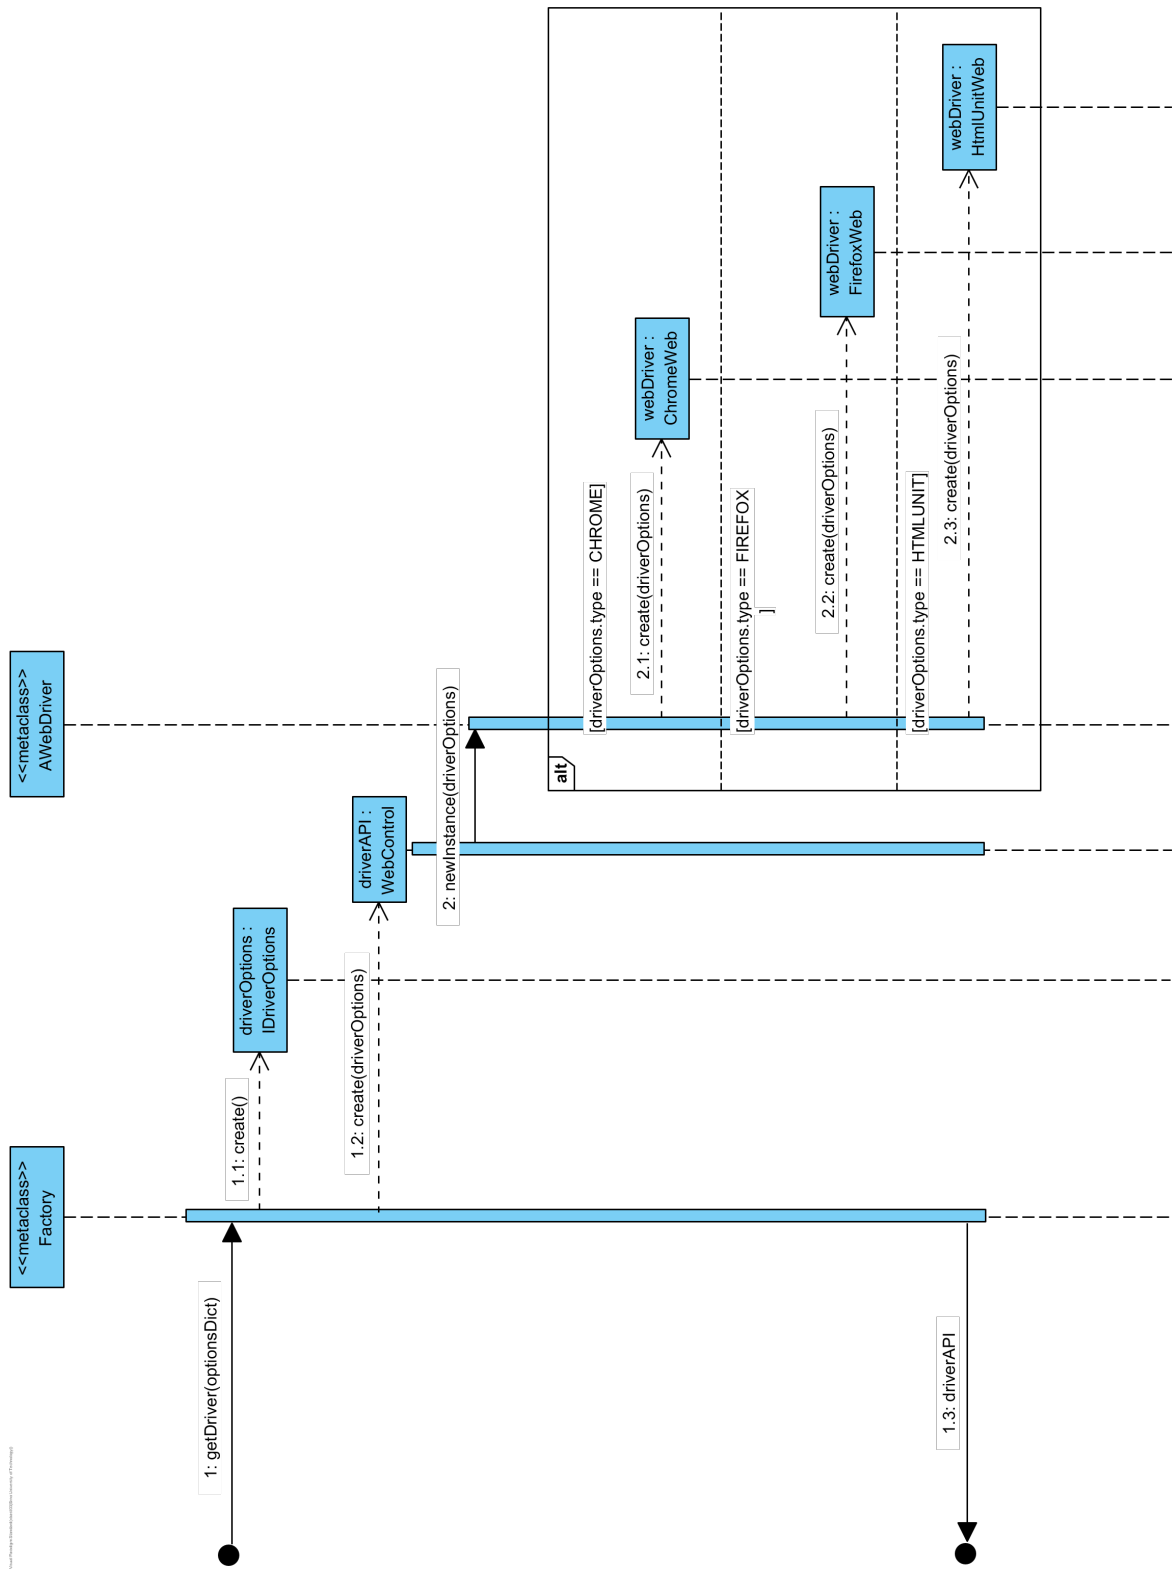 <<metaclass>>
Factory
<<metaclass>>
AWebDriver
1: getDriver(optionsDict)
1.1: create()
driverOptions :
IDriverOptions
1.2: create(driverOptions)
driverAPI :
WebControl
2: newInstance(driverOptions)
alt
[driverOptions.type == CHROME]
2.1: create(driverOptions)
webDriver :
ChromeWeb
[driverOptions.type == FIREFOX
]
2.2: create(driverOptions)
webDriver :
FirefoxWeb
[driverOptions.type == HTMLUNIT]
2.3: create(driverOptions)
webDriver :
HtmlUnitWeb
1.3: driverAPI